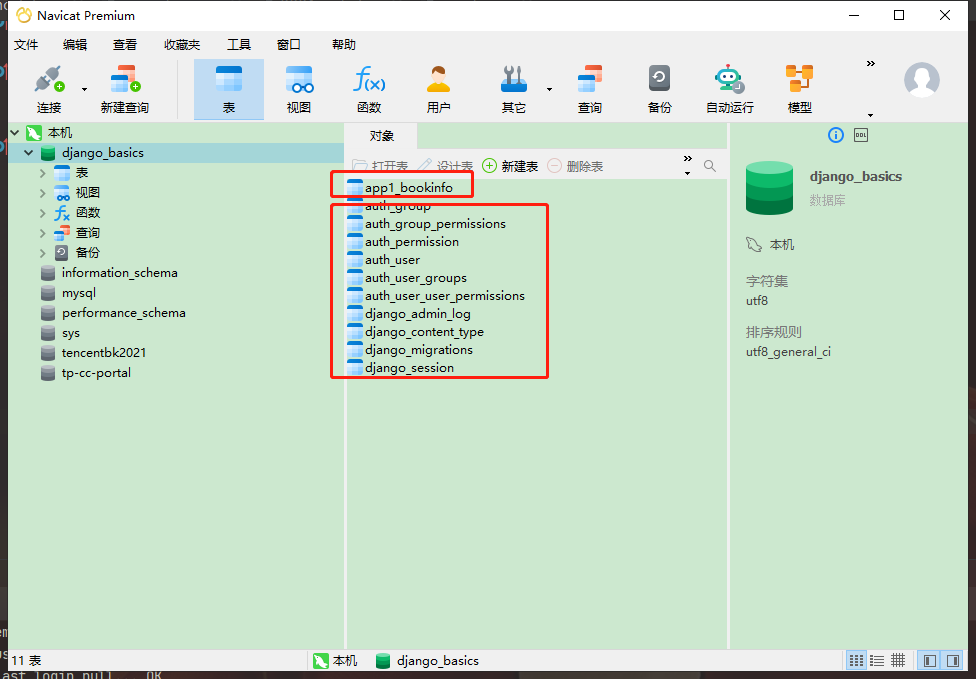 Navicat Premium
文件 编辑 查看 收藏夹 工具 窗口 帮助
连接 新建查询 表 视图 函数 用户 其它 查询 备份 自动运行 模型
本机
django_basics
表
视图
函数
查询
备份
information_schema
mysql
performance_schema
sys
tencentbk2021
tp-cc-portal
对象
打开表 设计表 新建表 删除表
app1_bookinfo
auth_group
auth_group_permissions
auth_permission
auth_user
auth_user_groups
auth_user_user_permissions
django_admin_log
django_content_type
django_migrations
django_session
DDL
django_basics
数据库
本机
字符集
utf8
排序规则
utf8_general_ci
11 表 本机 django_basics